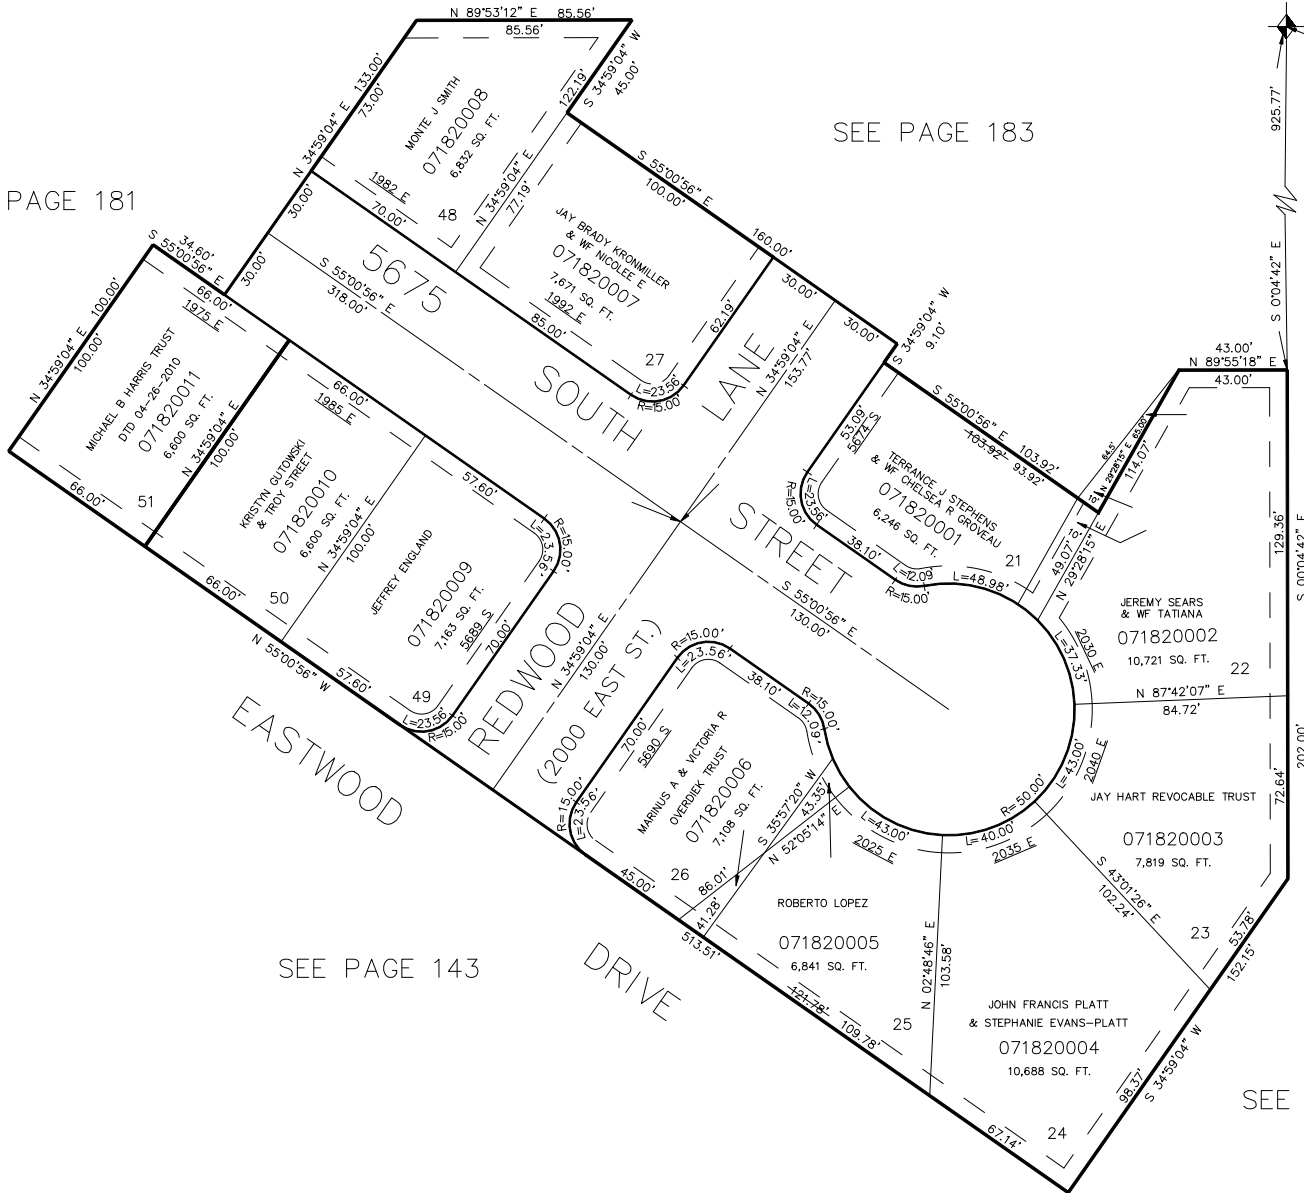 N 89°53'12" E 85.56'
85.56'
N 34°59'04" E 133.00'
73.00'
122.19'
S 34°59'04" W
45.00'
MONTE J SMITH
071820008
6,832 SQ. FT.
1982 E
70.00'
48
N 34°59'04" E
77.19'
SEE PAGE 183
925.77'
S 0°04'42" E
PAGE 181
S 55°00'56" E
34.60'
66.00'
1975 E
30.00'
30.00'
S 55°00'56" E
100.00'
160.00'
30.00'
30.00'
S 34°59'04" W
9.10'
JAY BRADY KRONMILLER
& WF NICOLEE E
071820007
7,671 SQ. FT.
1992 E
85.00'
62.19'
27
L=23.56'
R=15.00'
5675
SOUTH
STREET
S 55°00'56" E
318.00'
LANE
N 34°59'04" E
153.77'
N 34°59'04" E 100.00'
100.00'
MICHAEL B HARRIS TRUST
DTD 04-26-2010
071820011
6,600 SQ. FT.
66.00'
51
N 34°59'04" E
100.00'
66.00'
1985 E
KRISTYN GUTOWSKI
& TROY STREET
071820010
6,600 SQ. FT.
66.00'
50
N 34°59'04" E
100.00'
57.60'
R=15.00'
L=23.56'
JEFFREY ENGLAND
071820009
7,163 SQ. FT.
5689 S
70.00'
57.60'
49
L=23.56'
R=15.00'
N 55°00'56" W
S 55°00'56" E 103.92'
103.92'
93.92'
53.09'
5674 S
TERRANCE J STEPHENS
& WF CHELSEA R GROVEAU
071820001
6,246 SQ. FT.
21
R=15.00'
L=23.56'
38.10'
L=12.09
R=15.00'
L=48.98'
43.00'
N 89°55'18" E
43.00'
64.5'
N 29°28'15" E 65.00'
114.07'
10'
10'
49.07'
N 29°28'15" E
129.36'
S 00°04'42" E
202.00'
JEREMY SEARS
& WF TATIANA
071820002
10,721 SQ. FT.
22
L=37.33'
2030 E
N 87°42'07" E
84.72'
L=43.00'
2040 E
72.64'
JAY HART REVOCABLE TRUST
071820003
7,819 SQ. FT.
23
R=50.00'
S 43°01'26" E
102.24'
53.78'
152.15'
S 55°00'56" E
130.00'
REDWOOD
(2000 EAST ST.)
N 34°59'04" E
130.00'
R=15.00'
L=23.56'
38.10'
R=15.00'
L=12.09'
70.00'
5690 S
MARINUS A & VICTORIA R
OVERDIEK TRUST
071820006
7,108 SQ. FT.
R=15.00'
L=23.56'
26
45.00'
S 35°57'20" W
43.35'
N 52°05'14" E
86.01'
41.28'
513.51'
L=43.00'
2025 E
L=40.00'
2035 E
ROBERTO LOPEZ
071820005
6,841 SQ. FT.
25
121.78'
109.78'
N 02°48'46" E
103.58'
JOHN FRANCIS PLATT
& STEPHANIE EVANS-PLATT
071820004
10,688 SQ. FT.
98.37'
S 34°59'04" W
67.14'
24
EASTWOOD
DRIVE
SEE PAGE 143
SEE